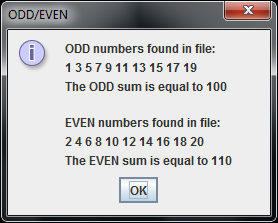 ODD/EVEN
ODD numbers found in file:
1 3 5 7 9 11 13 15 17 19
The ODD sum is equal to 100
EVEN numbers found in file:
2 4 6 8 10 12 14 16 18 20
The EVEN sum is equal to 110
OK